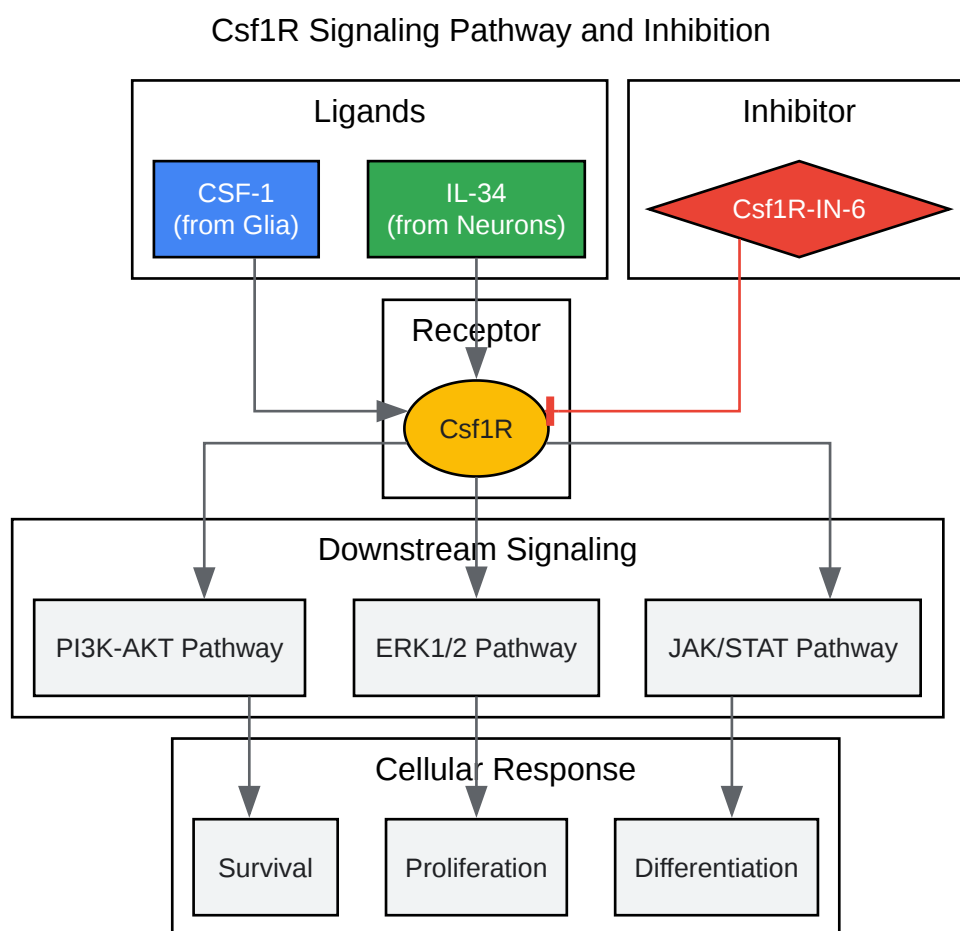 Csf1R Signaling Pathway and Inhibition
Ligands
Inhibitor
CSF-1
(from Glia)
IL-34
(from Neurons)
Csf1R-IN-6
Receptor
Csf1R
Downstream Signaling
PI3K-AKT Pathway
ERK1/2 Pathway
JAK/STAT Pathway
Cellular Response
Survival
Proliferation
Differentiation